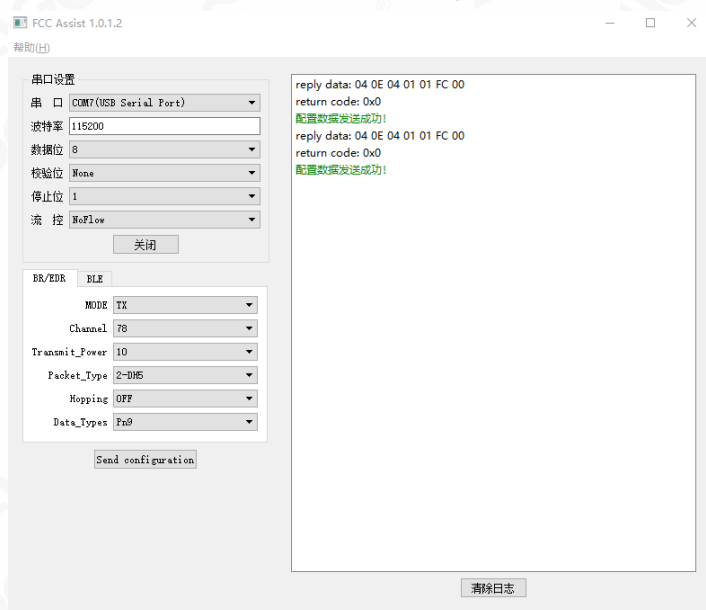 FCC Assist 1.0.1.2
帮助(H)
串口设置
串 口 COM7(USB Serial Port)
波特率 115200
数据位 8
校验位 None
停止位 1
流 控 NoFlow
关闭
BR/EDR BLE
MODE TX
Channel 78
Transmit_Power 10
Packet_Type 2-DH5
Hopping OFF
Data_Types Pn9
Send configuration
reply data: 04 0E 04 01 01 FC 00
return code: 0x0
配置数据发送成功!
reply data: 04 0E 04 01 01 FC 00
return code: 0x0
配置数据发送成功!
清除日志